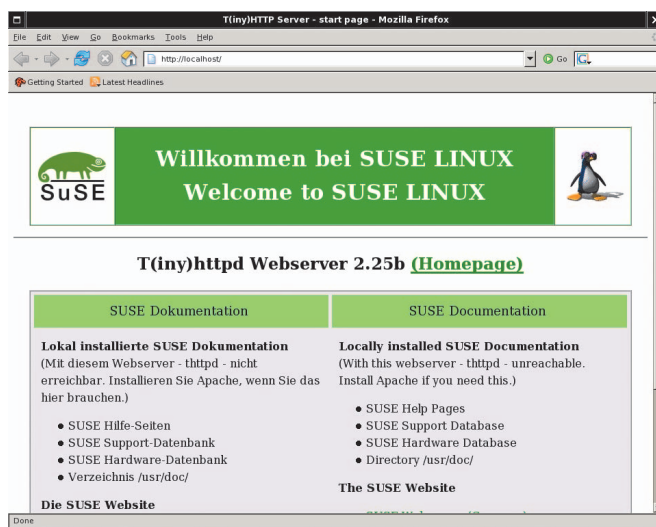 T(iny)HTTP Server - start page - Mozilla Firefox
File Edit View Go Bookmarks Tools Help
http://localhost/
Go
Getting Started Latest Headlines
SuSE
Willkommen bei SUSE LINUX
Welcome to SUSE LINUX
T(iny)httpd Webserver 2.25b (Homepage)
SUSE Dokumentation
Lokal installierte SUSE Dokumentation
(Mit diesem Webserver - thttpd - nicht
erreichbar. Installieren Sie Apache, wenn Sie das
hier brauchen.)
● SUSE Hilfe-Seiten
● SUSE Support-Datenbank
● SUSE Hardware-Datenbank
● Verzeichnis /usr/doc/
Die SUSE Website
SUSE Documentation
Locally installed SUSE Documentation
(With this webserver - thttpd - unreachable.
Install Apache if you need this.)
● SUSE Help Pages
● SUSE Support Database
● SUSE Hardware Database
● Directory /usr/doc/
The SUSE Website
Done